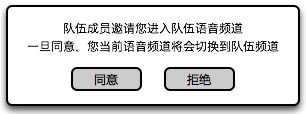 队伍成员邀请您进入队伍语音频道
一旦同意，您当前语音频道将会切换到队伍频道
同意 拒绝